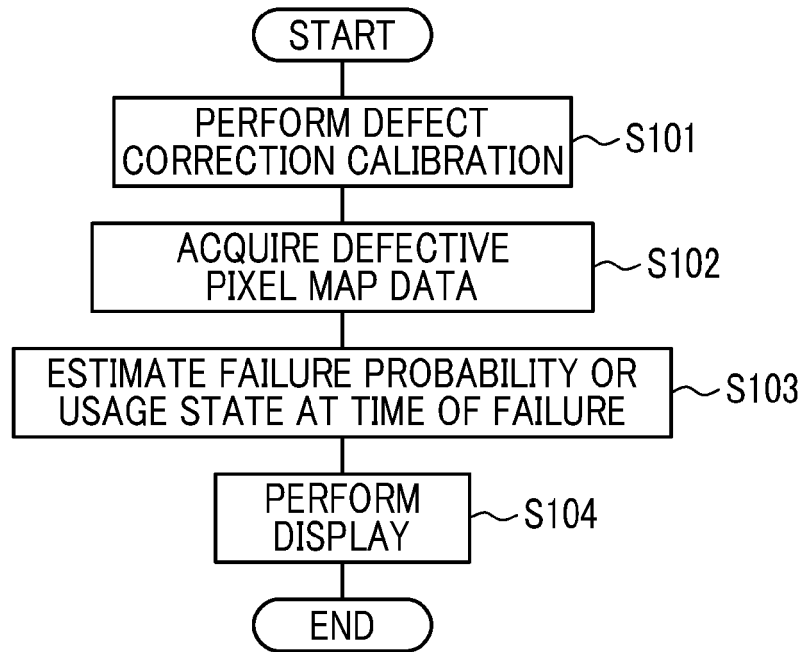 START
PERFORM DEFECT
CORRECTION CALIBRATION
S101
ACQUIRE DEFECTIVE
PIXEL MAP DATA
S102
ESTIMATE FAILURE PROBABILITY OR
USAGE STATE AT TIME OF FAILURE
S103
PERFORM
DISPLAY
S104
END